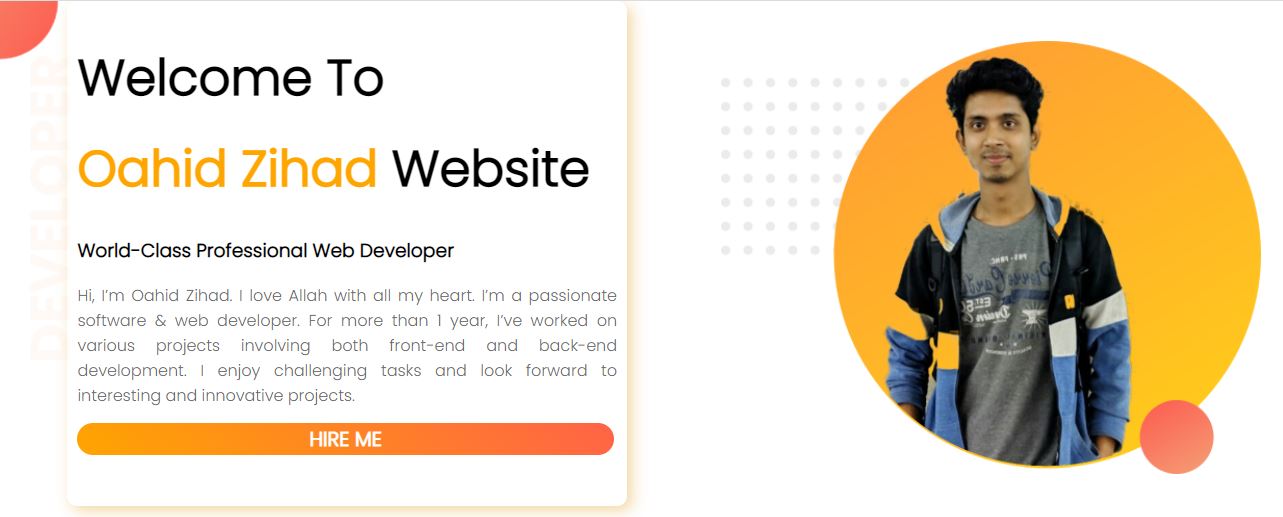 DEVELOPER
Welcome To
Oahid Zihad Website
World-Class Professional Web Developer
Hi, I'm Oahid Zihad. I love Allah with all my heart. I'm a passionate
software & web developer. For more than 1 year, I've worked on
various projects involving both front-end and back-end
development. I enjoy challenging tasks and look forward to
interesting and innovative projects.
HIRE ME